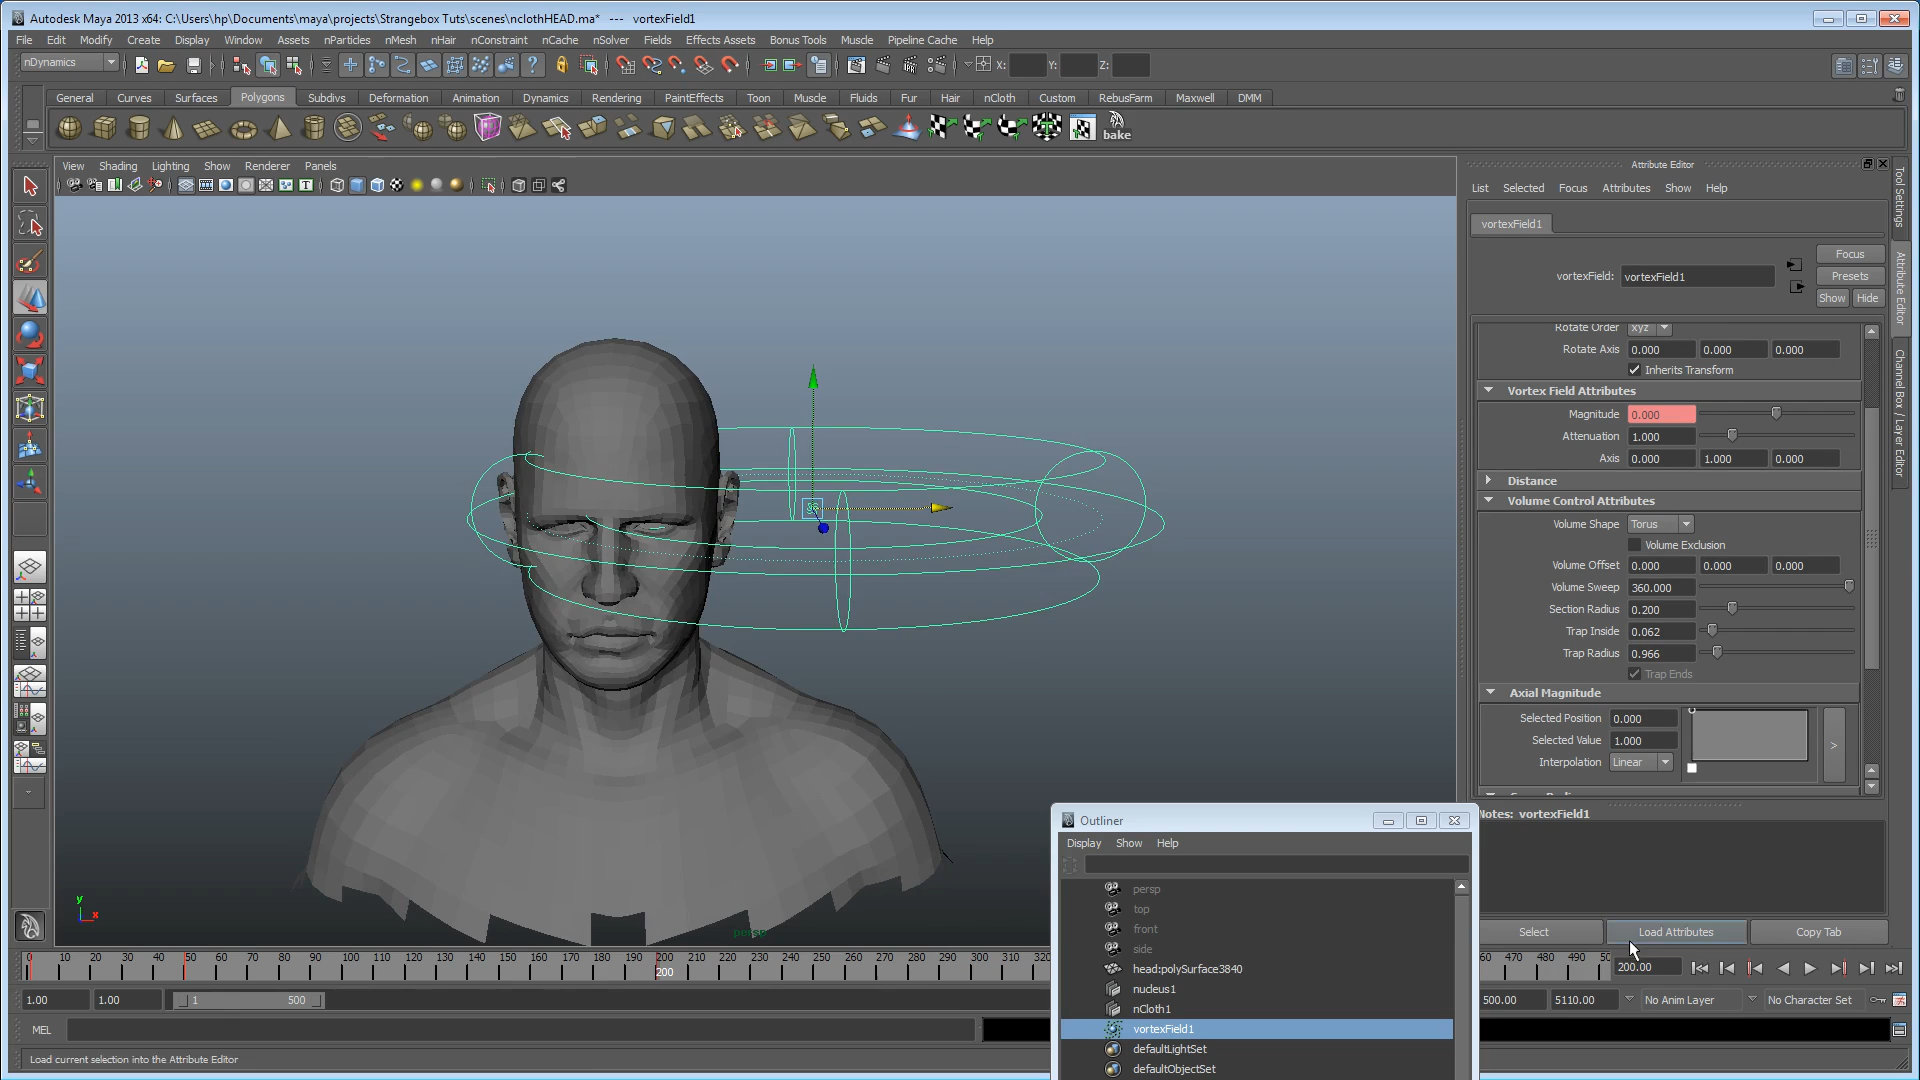 Autodesk Maya 2013 x64: C:\Users\hp\Documents\maya\projects\Strangebox Tuts\scenes\nclothHEAD.ma*   ---   vortexField1
File Edit Modify Create Display Window Assets nParticles nMesh nHair nConstraint nCache nSolver Fields Effects Assets Bonus Tools Muscle Pipeline Cache Help
nDynamics X: Y: Z:
General Curves Surfaces Polygons Subdivs Deformation Animation Dynamics Rendering PaintEffects Toon Muscle Fluids Fur Hair nCloth Custom RebusFarm Maxwell DMM
bake
View Shading Lighting Show Renderer Panels
Attribute Editor
List Selected Focus Attributes Show Help
vortexField1
Focus
vortexField: vortexField1
Presets
Show Hide
Rotate Order xyz
Rotate Axis 0.000 0.000 0.000
Inherits Transform
Vortex Field Attributes
Magnitude 0.000
Attenuation 1.000
Axis 0.000 1.000 0.000
Distance
Volume Control Attributes
Volume Shape Torus
Volume Exclusion
Volume Offset 0.000 0.000 0.000
Volume Sweep 360.000
Section Radius 0.200
Trap Inside 0.062
Trap Radius 0.966
Trap Ends
Axial Magnitude
Selected Position 0.000
Selected Value 1.000
>
Interpolation Linear
Notes: vortexField1
Select Load Attributes Copy Tab
Tool Settings
Attribute Editor
Channel Box / Layer Editor
y
x
persp
Outliner
Display Show Help
persp
top
front
side
head:polySurface3840
nucleus1
nCloth1
vortexField1
defaultLightSet
defaultObjectSet
0 10 20 30 40 50 60 70 80 90 100 110 120 130 140 150 160 170 180 190 200 210 220 230 240 250 260 270 280 290 300 310 320
200
60 470 480 490 50 200.00
1.00 1.00 1 500 500.00 5110.00 No Anim Layer No Character Set
MEL
Load current selection into the Attribute Editor